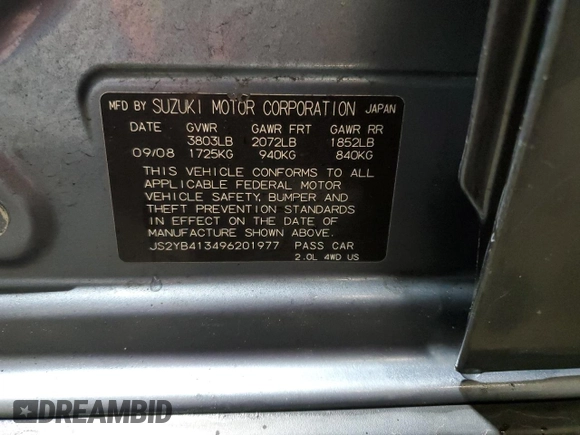 MFD BY SUZUKI MOTOR CORPORATION JAPAN
DATE GVWR GAWR FRT GAWR RR
3803LB 2072LB 1852LB
09/08 1725KG 940KG 840KG
THIS VEHICLE CONFORMS TO ALL
APPLICABLE FEDERAL MOTOR
VEHICLE SAFETY, BUMPER AND
THEFT PREVENTION STANDARDS
IN EFFECT ON THE DATE OF
MANUFACTURE SHOWN ABOVE.
JS2YB413496201977 PASS CAR
2.0L 4WD US
DREAMBID